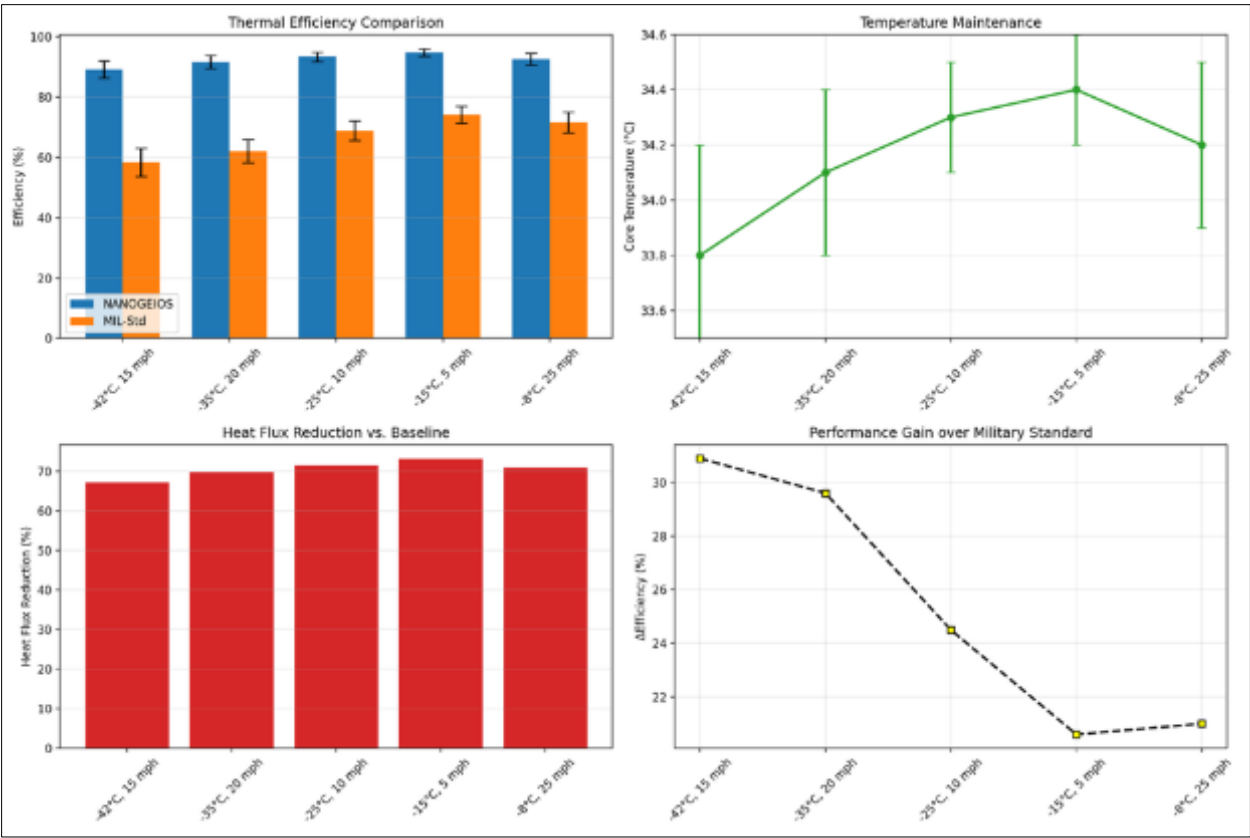 Thermal Efficiency Comparison
Efficiency (%)
100
80
60
40
20
0
NANOGEIOS
MIL-Std
-42°C, 15 mph
-35°C, 20 mph
-25°C, 10 mph
-15°C, 5 mph
-8°C, 25 mph
Temperature Maintenance
Core Temperature (°C)
34.6
34.4
34.2
34.0
33.8
33.6
-42°C, 15 mph
-35°C, 20 mph
-25°C, 10 mph
-15°C, 5 mph
-8°C, 25 mph
Heat Flux Reduction vs. Baseline
Heat Flux Reduction (%)
70
60
50
40
30
20
10
0
-42°C, 15 mph
-35°C, 20 mph
-25°C, 10 mph
-15°C, 5 mph
-8°C, 25 mph
Performance Gain over Military Standard
ΔEfficiency (%)
30
28
26
24
22
-42°C, 15 mph
-35°C, 20 mph
-25°C, 10 mph
-15°C, 5 mph
-8°C, 25 mph